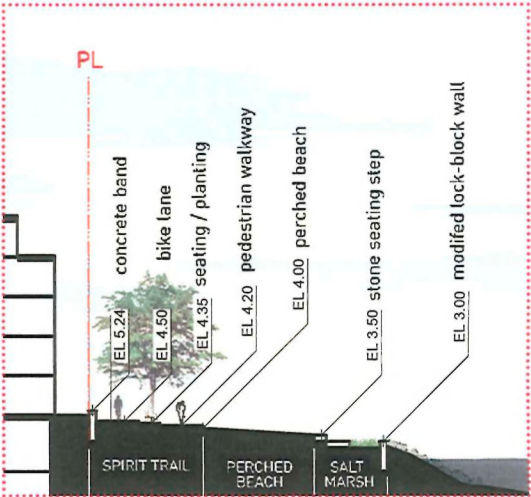 PL
concrete band
EL 5.24
bike lane
EL 4.50
seating / planting
EL 4.35
pedestrian walkway
EL 4.20
perched beach
EL 4.00
stone seating step
EL 3.50
modifed lock-block wall
EL 3.00
SPIRIT TRAIL
PERCHED
BEACH
SALT
MARSH